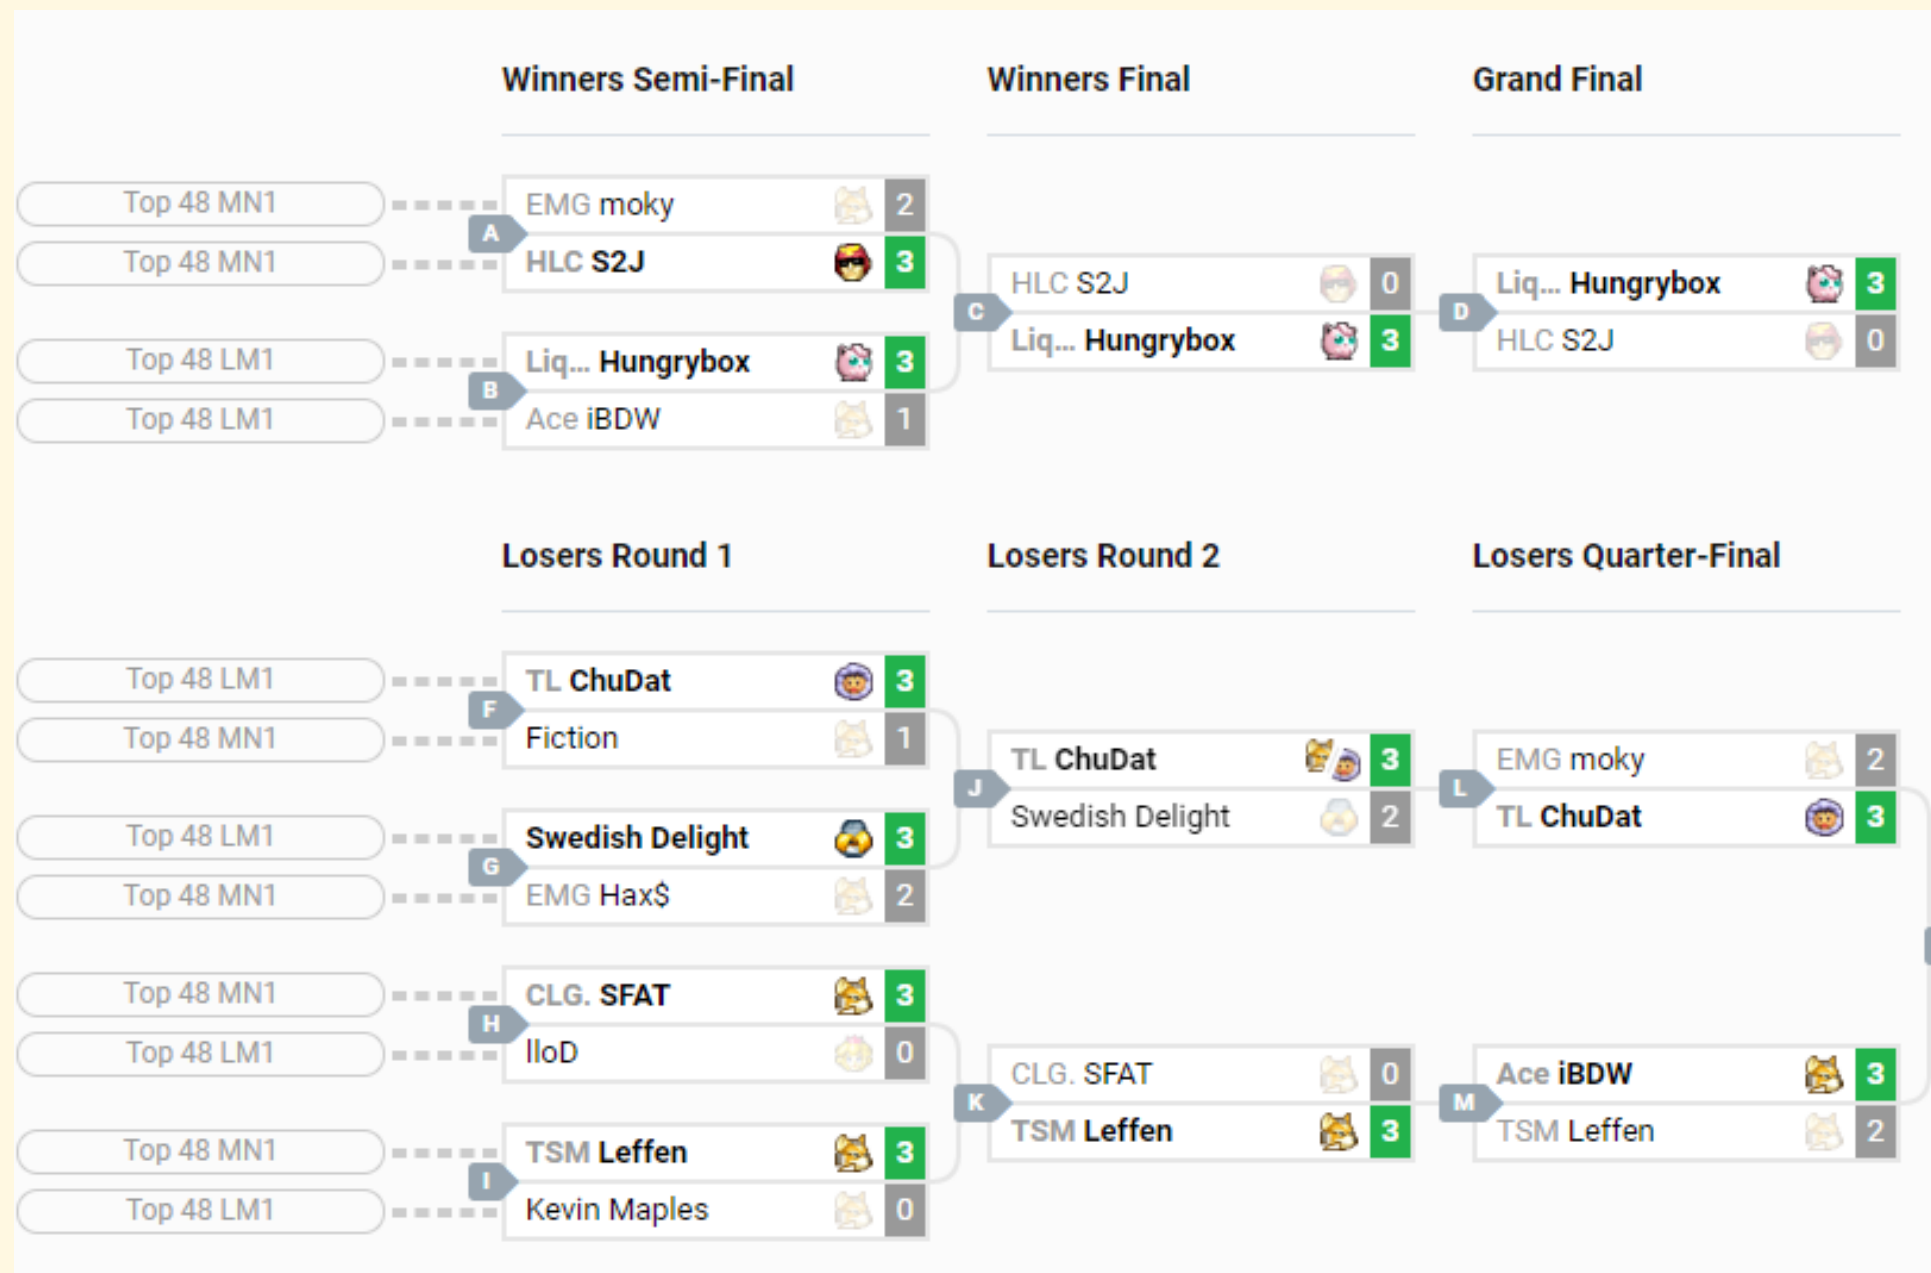 Winners Semi-Final
Winners Final
Grand Final
Top 48 MN1
Top 48 MN1
A
EMG moky 2
HLC S2J 3
Top 48 LM1
Top 48 LM1
B
Liq... Hungrybox 3
Ace iBDW 1
C
HLC S2J 0
Liq... Hungrybox 3
D
Liq... Hungrybox 3
HLC S2J 0
Losers Round 1
Losers Round 2
Losers Quarter-Final
Top 48 LM1
Top 48 MN1
F
TL ChuDat 3
Fiction 1
Top 48 LM1
Top 48 MN1
G
Swedish Delight 3
EMG Hax$ 2
Top 48 MN1
Top 48 LM1
H
CLG. SFAT 3
lloD 0
Top 48 MN1
Top 48 LM1
I
TSM Leffen 3
Kevin Maples 0
J
TL ChuDat 3
Swedish Delight 2
K
CLG. SFAT 0
TSM Leffen 3
L
EMG moky 2
TL ChuDat 3
M
Ace iBDW 3
TSM Leffen 2